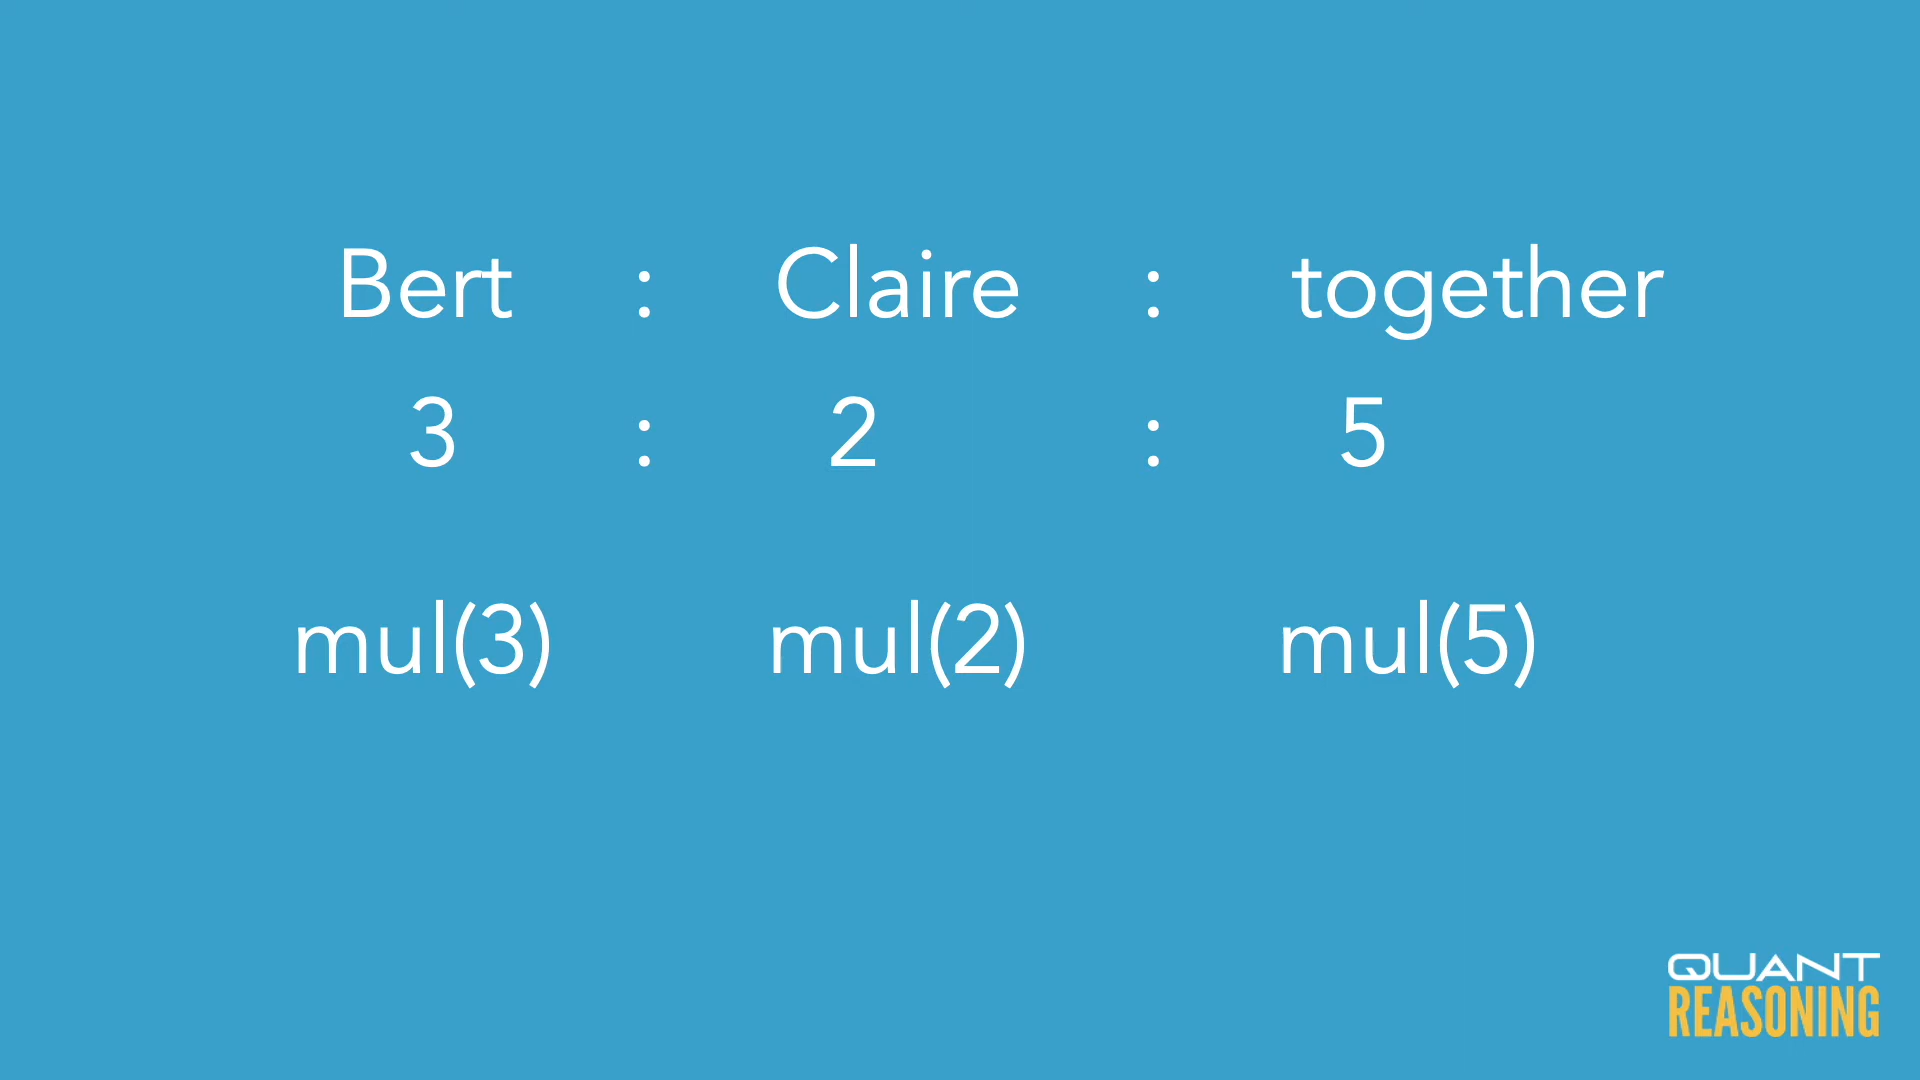 Bert : Claire : together
3 : 2 : 5
mul(3) mul(2) mul(5)
QUANT
REASONING